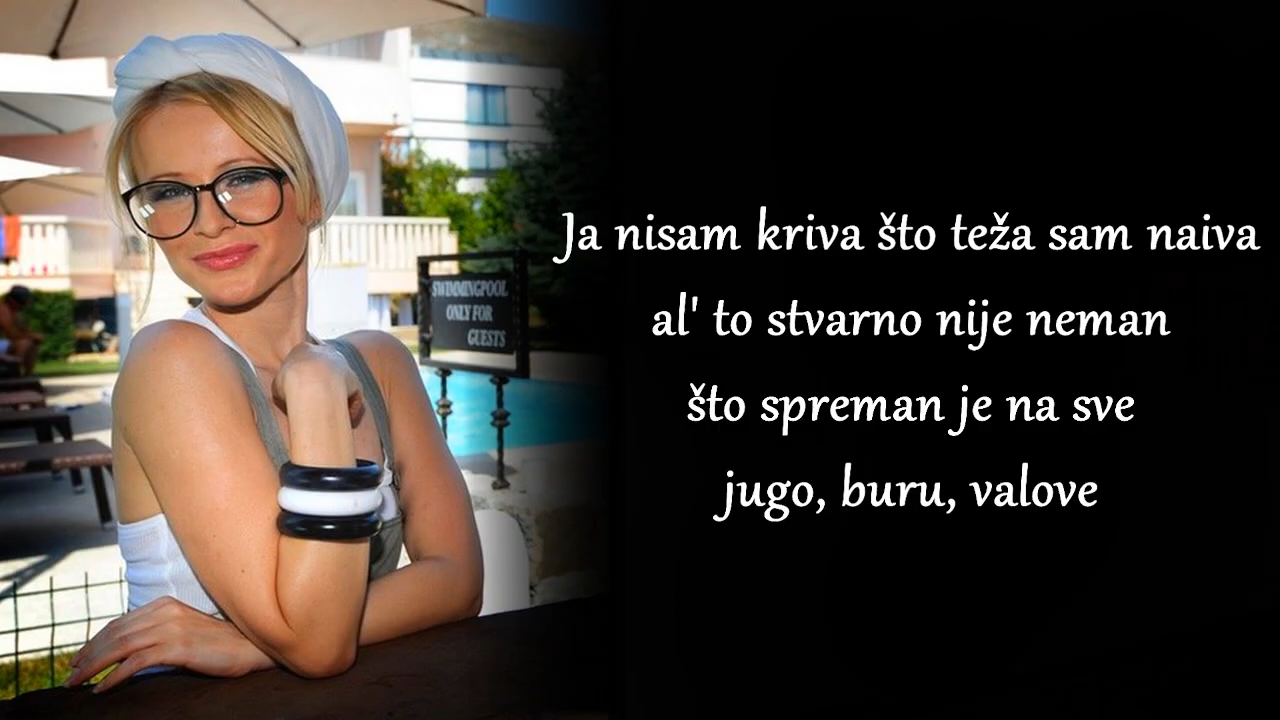 SWIMMINGPOOL
ONLY FOR
GUESTS
Ja nisam kriva što teža sam naiva
al' to stvarno nije neman
što spreman je na sve
jugo, buru, valove